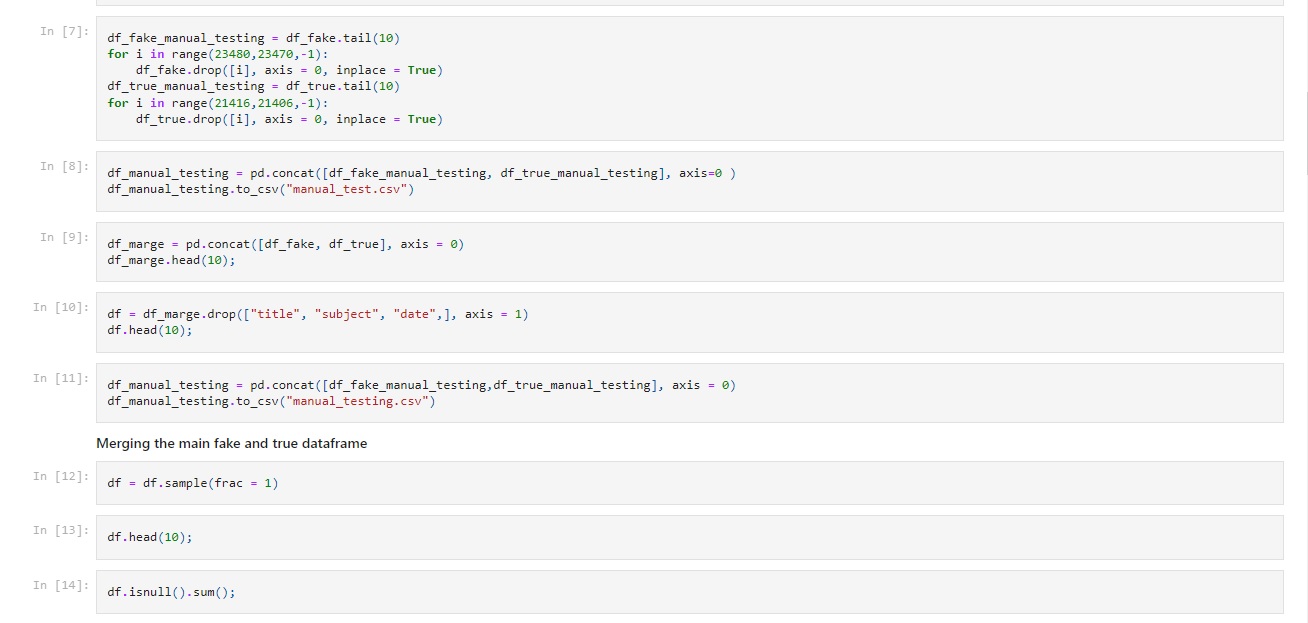 In [7]:
df_fake_manual_testing = df_fake.tail(10)
for i in range(23480,23470,-1):
    df_fake.drop([i], axis = 0, inplace = True)
df_true_manual_testing = df_true.tail(10)
for i in range(21416,21406,-1):
    df_true.drop([i], axis = 0, inplace = True)
In [8]:
df_manual_testing = pd.concat([df_fake_manual_testing, df_true_manual_testing], axis=0 )
df_manual_testing.to_csv("manual_test.csv")
In [9]:
df_marge = pd.concat([df_fake, df_true], axis = 0)
df_marge.head(10);
In [10]:
df = df_marge.drop(["title", "subject", "date",], axis = 1)
df.head(10);
In [11]:
df_manual_testing = pd.concat([df_fake_manual_testing,df_true_manual_testing], axis = 0)
df_manual_testing.to_csv("manual_testing.csv")
Merging the main fake and true dataframe
In [12]:
df = df.sample(frac = 1)
In [13]:
df.head(10);
In [14]:
df.isnull().sum();